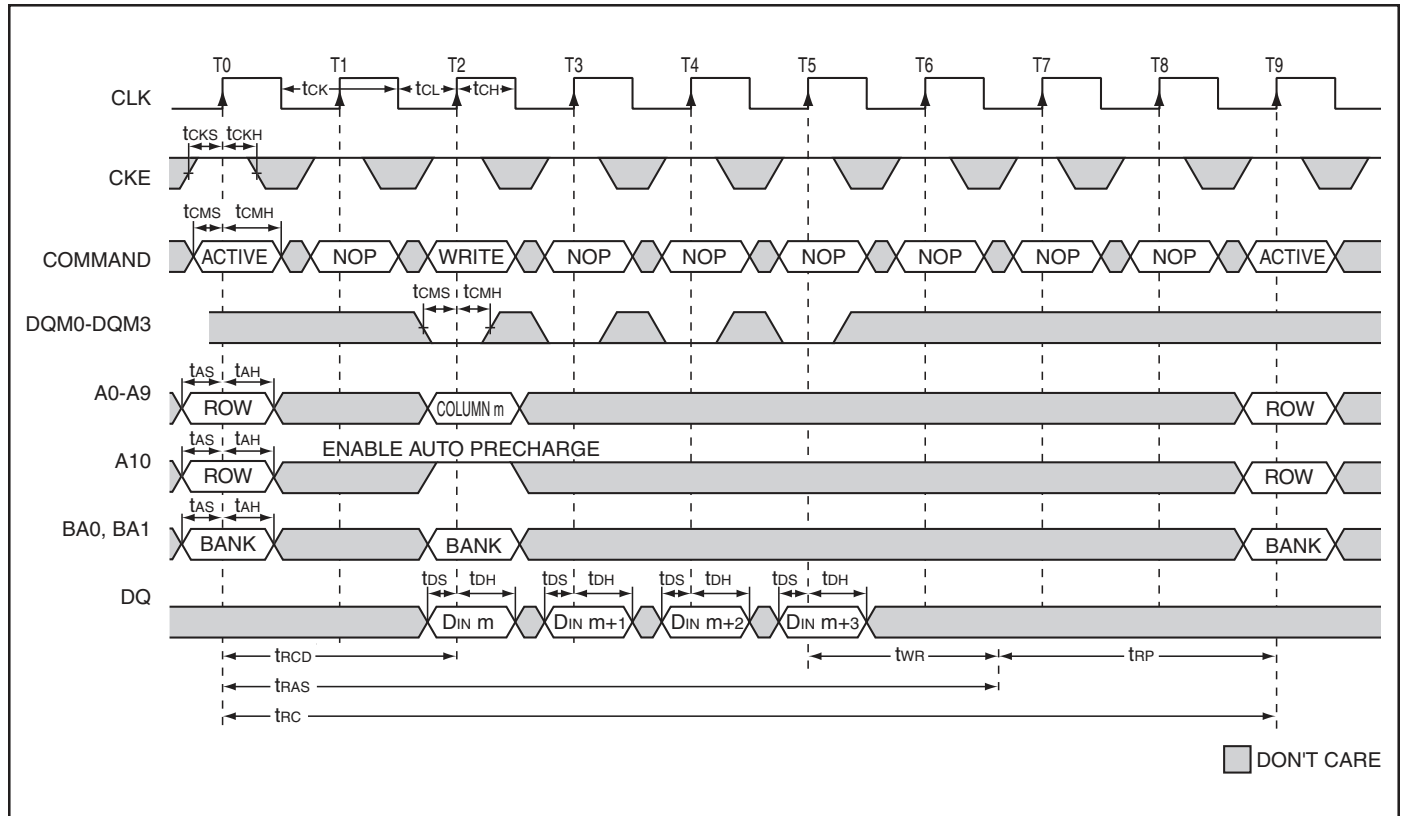 T0 T1 T2 T3 T4 T5 T6 T7 T8 T9
CLK tCK tCL tCH
tCKS tCKH
CKE
tCMS tCMH
COMMAND ACTIVE NOP WRITE NOP NOP NOP NOP NOP NOP ACTIVE
tCMS tCMH
DQM0-DQM3
tAS tAH
A0-A9 ROW COLUMN m ROW
tAS tAH ENABLE AUTO PRECHARGE
A10 ROW ROW
tAS tAH
BA0, BA1 BANK BANK BANK
tDS tDH tDS tDH tDS tDH tDS tDH
DQ DIN m DIN m+1 DIN m+2 DIN m+3
tRCD tWR tRP
tRAS
tRC
DON'T CARE